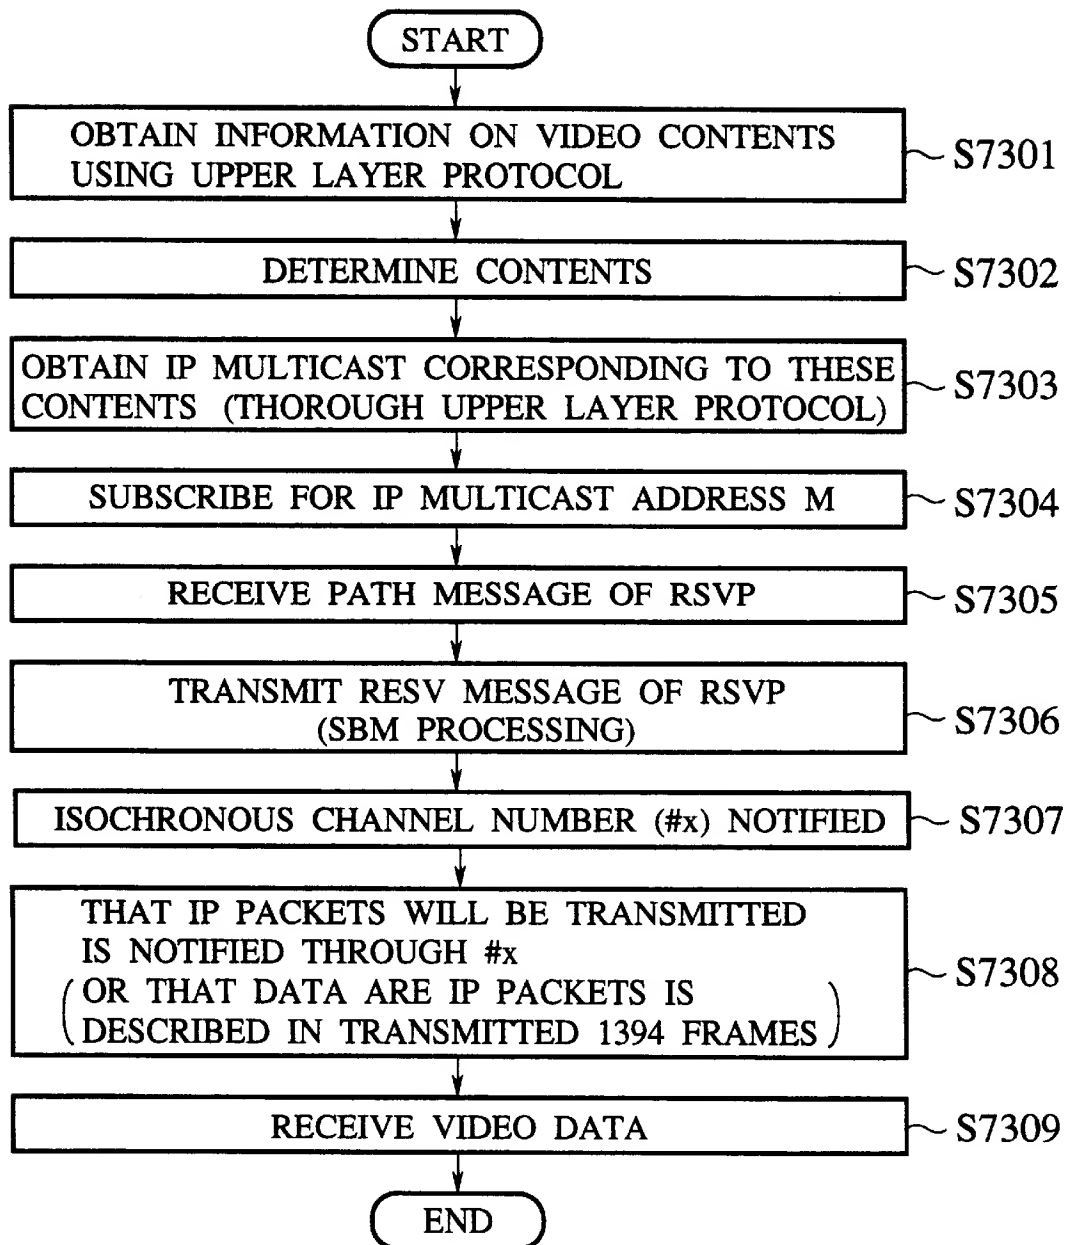 START
OBTAIN INFORMATION ON VIDEO CONTENTS
USING UPPER LAYER PROTOCOL
S7301
DETERMINE CONTENTS
S7302
OBTAIN IP MULTICAST CORRESPONDING TO THESE
CONTENTS (THOROUGH UPPER LAYER PROTOCOL)
S7303
SUBSCRIBE FOR IP MULTICAST ADDRESS M
S7304
RECEIVE PATH MESSAGE OF RSVP
S7305
TRANSMIT RESV MESSAGE OF RSVP
(SBM PROCESSING)
S7306
ISOCHRONOUS CHANNEL NUMBER (#x) NOTIFIED
S7307
THAT IP PACKETS WILL BE TRANSMITTED
IS NOTIFIED THROUGH #x
(OR THAT DATA ARE IP PACKETS IS
DESCRIBED IN TRANSMITTED 1394 FRAMES)
S7308
RECEIVE VIDEO DATA
S7309
END